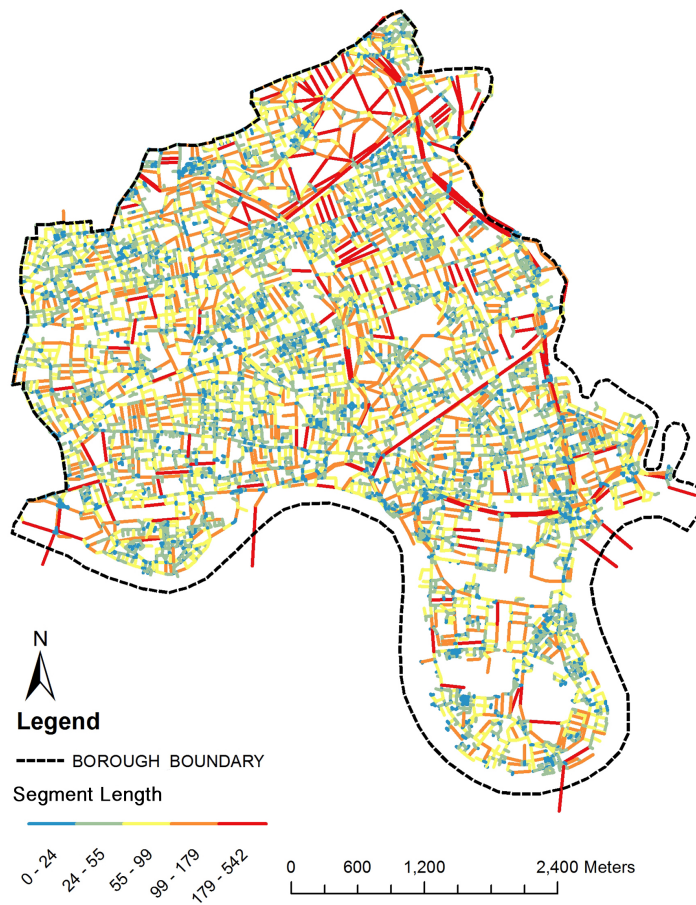 N
Legend
BOROUGH BOUNDARY
Segment Length
0 - 24
24 - 55
55 - 99
99 - 179
179 - 542
0 600 1,200 2,400 Meters